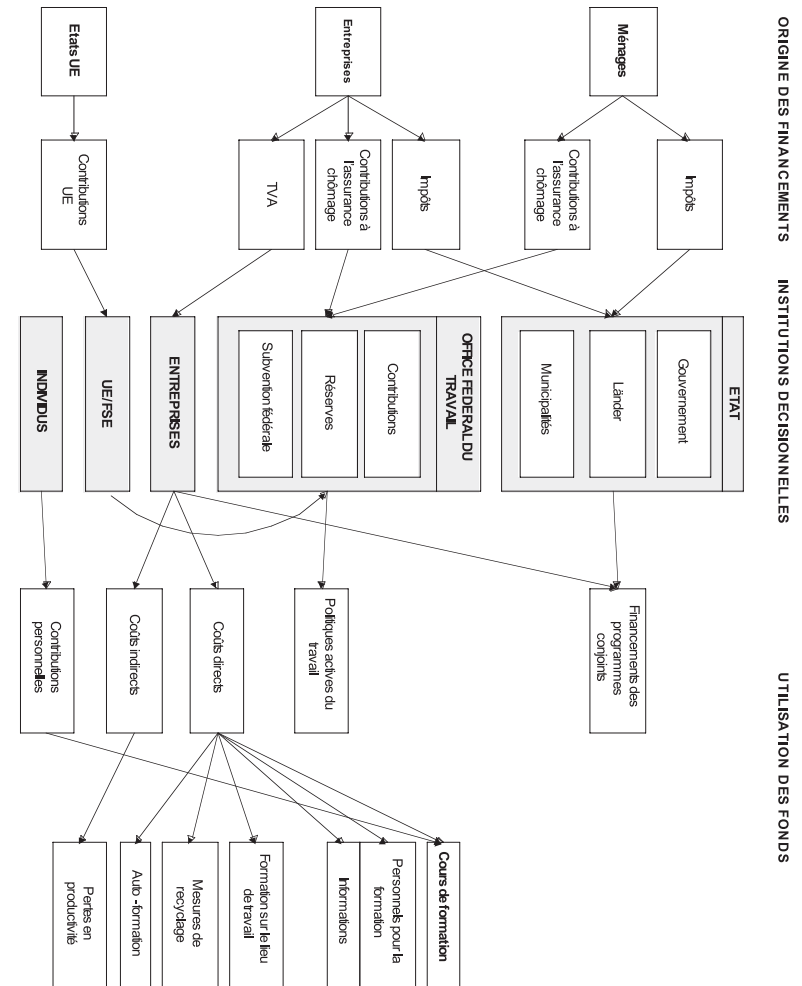 ORIGINE DES FINANCEMENTS
INSTITUTIONS DECISIONNELLES
UTILISATION DES FONDS
Ménages
Entreprises
Etats UE
Impôts
Contributions à
l'assurance
chômage
Impôts
Contributions à
l'assurance
chômage
TVA
Contributions
UE
ETAT
Gouvernement
Länder
Municipalités
OFFICE FEDERAL DU
TRAVAIL
Contributions
Réserves
Subvention fédérale
ENTREPRISES
UE/FSE
INDIVIDUS
Financements des
programmes
conjoints
Politiques actives du
travail
Coûts directs
Coûts indirects
Contributions
personnelles
Cours de formation
Personnels pour la
formation
Informations
Formation sur le lieu
de travail
Mesures de
recyclage
Auto-formation
Pertes en
productivité